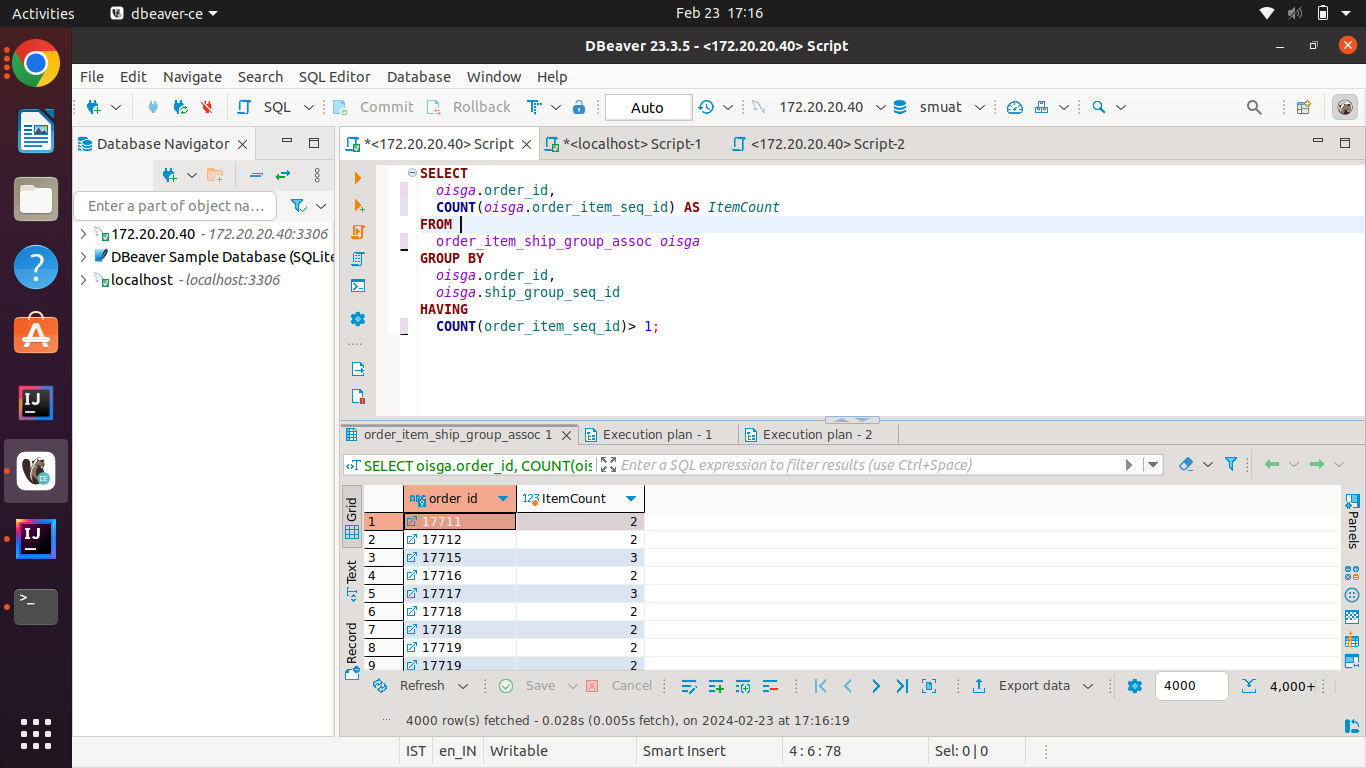 Activities dbeaver-ce Feb 23 17:16
DBeaver 23.3.5 - <172.20.20.40> Script
File Edit Navigate Search SQL Editor Database Window Help
SQL Commit Rollback Auto 172.20.20.40 smuat
Database Navigator
*<172.20.20.40> Script *<localhost> Script-1 <172.20.20.40> Script-2
Enter a part of object na...
172.20.20.40 - 172.20.20.40:3306
DBeaver Sample Database (SQLite
localhost - localhost:3306
SELECT
oisga.order_id,
COUNT(oisga.order_item_seq_id) AS ItemCount
FROM
order_item_ship_group_assoc oisga
GROUP BY
oisga.order_id,
oisga.ship_group_seq_id
HAVING
COUNT(order_item_seq_id)> 1;
order_item_ship_group_assoc 1 Execution plan - 1 Execution plan - 2
SELECT oisga.order_id, COUNT(ois Enter a SQL expression to filter results (use Ctrl+Space)
Grid
Text
Record
Panels
ABC order_id 123 ItemCount
1 17711 2
2 17712 2
3 17715 3
4 17716 2
5 17717 3
6 17718 2
7 17718 2
8 17719 2
9 17719 2
Refresh Save Cancel Export data 4000 4,000+
4000 row(s) fetched - 0.028s (0.005s fetch), on 2024-02-23 at 17:16:19
IST en_IN Writable Smart Insert 4 : 6 : 78 Sel: 0 | 0